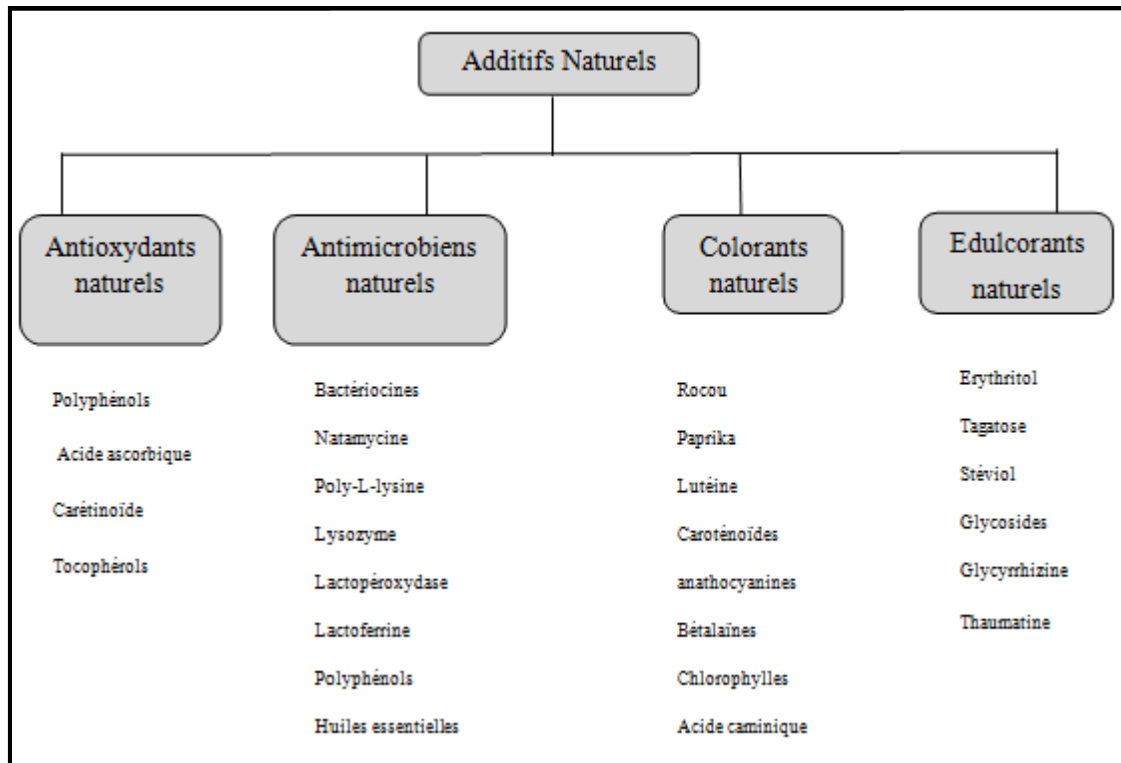 Additifs Naturels
Antioxydants
naturels
Antimicrobiens
naturels
Colorants
naturels
Edulcorants
naturels
Polyphénols
Acide ascorbique
Carétinoïde
Tocophérols
Bactériocines
Natamycine
Poly-L-lysine
Lysozyme
Lactopéroxydase
Lactoferrine
Polyphénols
Huiles essentielles
Rocou
Paprika
Lutéine
Caroténoïdes
anathocyanines
Bétalaïnes
Chlorophylles
Acide caminique
Erythritol
Tagatose
Stéviol
Glycosides
Glycyrrhizine
Thaumatine